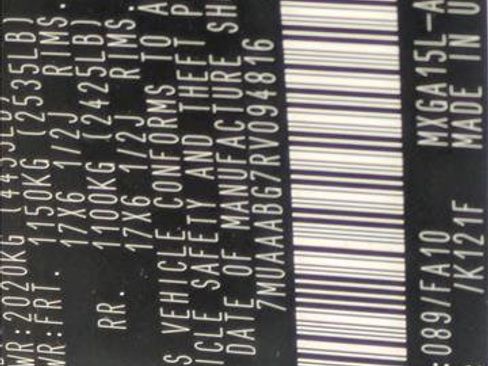 WR:2020KG (4453LB)
WR:FRT. 1150KG (2535LB)
17X6 1/2J RIMS.
RR. 1100KG (2425LB)
17X6 1/2J RIMS.
S VEHICLE CONFORMS TO A
ICLE SAFETY AND THEFT P
DATE OF MANUFACTURE SH
7MUAAABG7RV094816
089/FA10 MXGA15L-A
/K121F MADE IN U